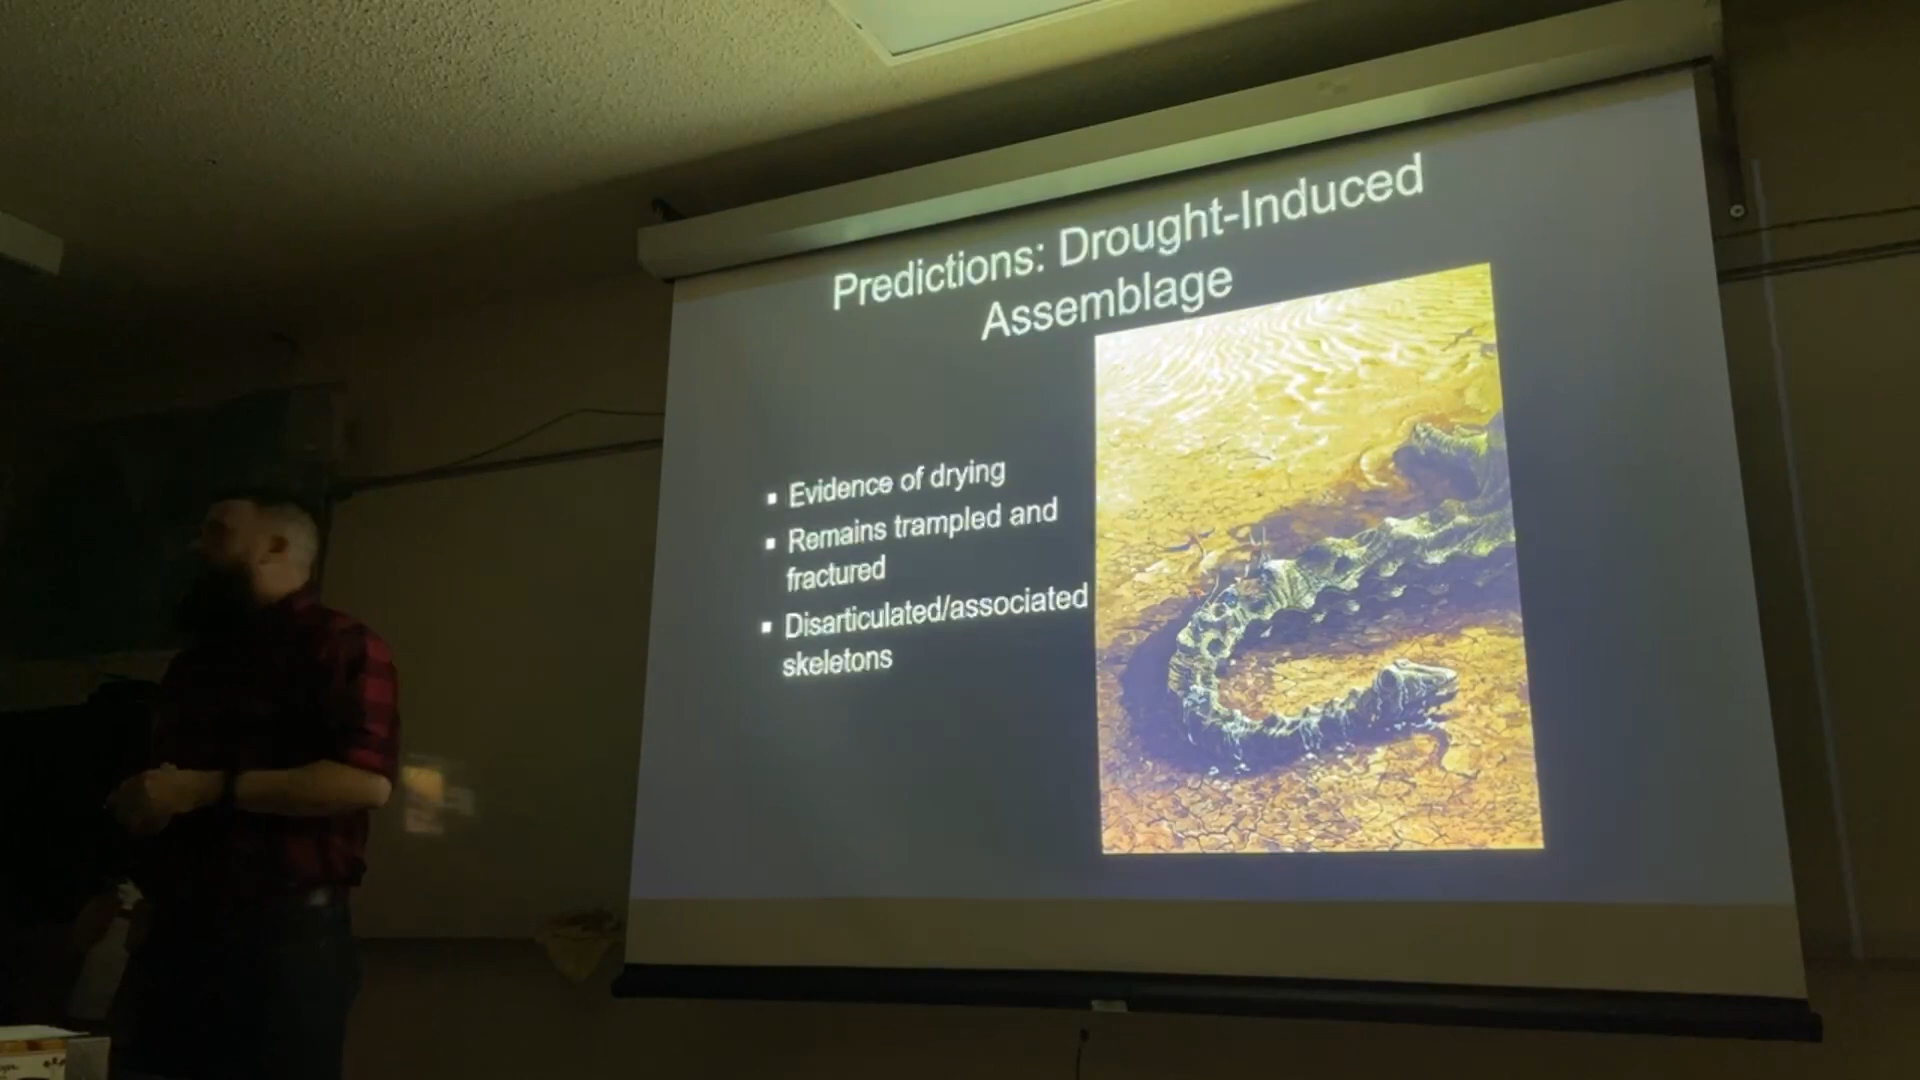 Predictions: Drought-Induced
Assemblage
▪ Evidence of drying
▪ Remains trampled and
fractured
▪ Disarticulated/associated
skeletons